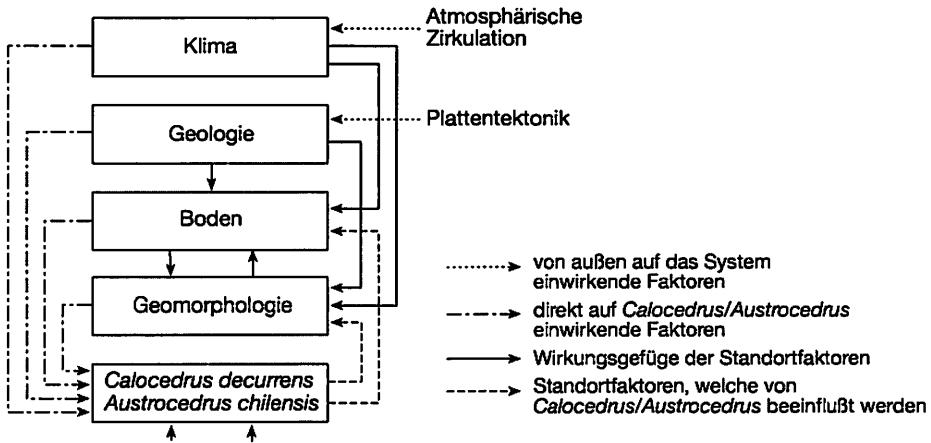 Atmosphärische
Zirkulation
Klima
Plattentektonik
Geologie
Boden
Geomorphologie
Calocedrus decurrens
Austrocedrus chilensis
von außen auf das System
einwirkende Faktoren
direkt auf Calocedrus/Austrocedrus
einwirkende Faktoren
Wirkungsgefüge der Standortfaktoren
Standortfaktoren, welche von
Calocedrus/Austrocedrus beeinflußt werden